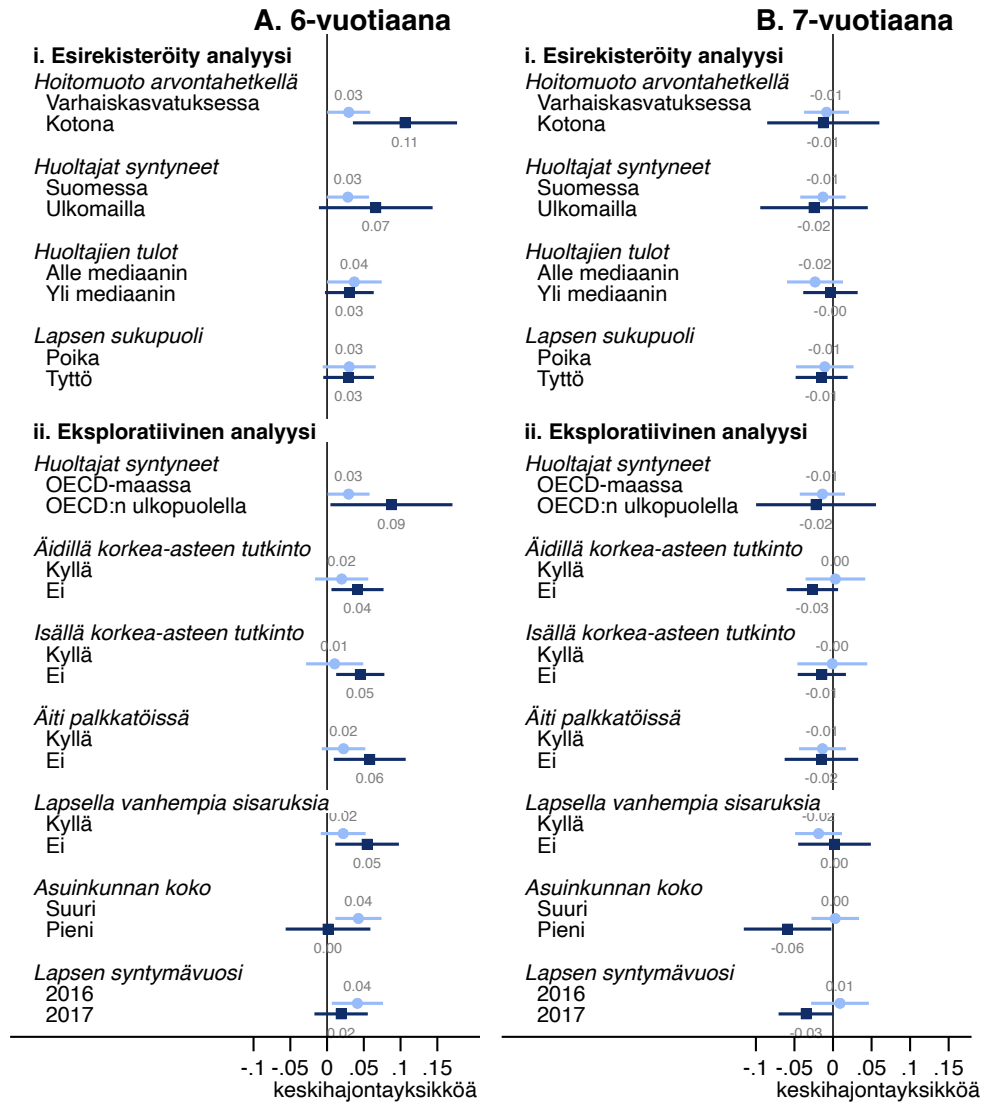 A. 6-vuotiaana
i. Esirekisteröity analyysi
Hoitomuoto arvontahetkellä
0.03
Varhaiskasvatuksessa
Kotona
0.11
Huoltajat syntyneet
0.03
Suomessa
Ulkomailla
0.07
Huoltajien tulot
0.04
Alle mediaanin
Yli mediaanin
0.03
Lapsen sukupuoli
0.03
Poika
Tyttö
0.03
ii. Eksploratiivinen analyysi
Huoltajat syntyneet
0.03
OECD-maassa
OECD:n ulkopuolella
0.09
Äidillä korkea-asteen tutkinto
0.02
Kyllä
Ei
0.04
Isällä korkea-asteen tutkinto
0.01
Kyllä
Ei
0.05
Äiti palkkatöissä
0.02
Kyllä
Ei
0.06
Lapsella vanhempia sisaruksia
0.02
Kyllä
Ei
0.05
Asuinkunnan koko
0.04
Suuri
Pieni
0.00
Lapsen syntymävuosi
0.04
2016
2017
0.02
-.1 -.05 0 .05 .1 .15
keskihajontayksikköä
B. 7-vuotiaana
i. Esirekisteröity analyysi
Hoitomuoto arvontahetkellä
-0.01
Varhaiskasvatuksessa
Kotona
-0.01
Huoltajat syntyneet
-0.01
Suomessa
Ulkomailla
-0.02
Huoltajien tulot
-0.02
Alle mediaanin
Yli mediaanin
-0.00
Lapsen sukupuoli
-0.01
Poika
Tyttö
-0.01
ii. Eksploratiivinen analyysi
Huoltajat syntyneet
-0.01
OECD-maassa
OECD:n ulkopuolella
-0.02
Äidillä korkea-asteen tutkinto
0.00
Kyllä
Ei
-0.03
Isällä korkea-asteen tutkinto
-0.00
Kyllä
Ei
-0.01
Äiti palkkatöissä
-0.01
Kyllä
Ei
-0.02
Lapsella vanhempia sisaruksia
-0.02
Kyllä
Ei
0.00
Asuinkunnan koko
0.00
Suuri
Pieni
-0.06
Lapsen syntymävuosi
0.01
2016
2017
-0.03
-.1 -.05 0 .05 .1 .15
keskihajontayksikköä